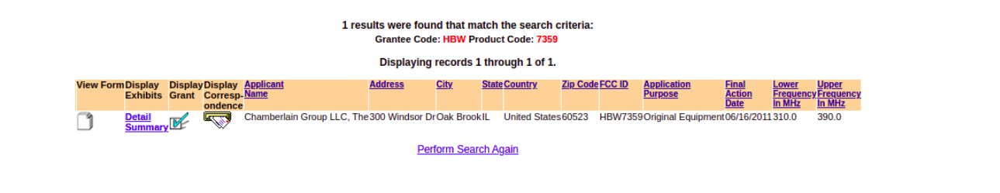 1 results were found that match the search criteria:
Grantee Code: HBW Product Code: 7359
Displaying records 1 through 1 of 1.
View Form Display Exhibits Display Grant Display Corresp-ondence Applicant Name Address City State Country Zip Code FCC ID Application Purpose Final Action Date Lower Frequency In MHz Upper Frequency In MHz
Detail Summary Chamberlain Group LLC, The 300 Windsor Dr Oak Brook IL United States 60523 HBW7359 Original Equipment 06/16/2011 310.0 390.0
Perform Search Again